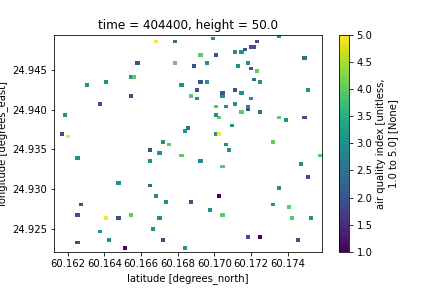 time = 404400, height = 50.0
24.945
24.940
24.935
24.930
24.925
longitude [degrees_east]
60.162 60.164 60.166 60.168 60.170 60.172 60.174
latitude [degrees_north]
5.0
4.5
4.0
3.5
3.0
2.5
2.0
1.5
1.0
air quality index [unitless,
1.0 to 5.0] [None]